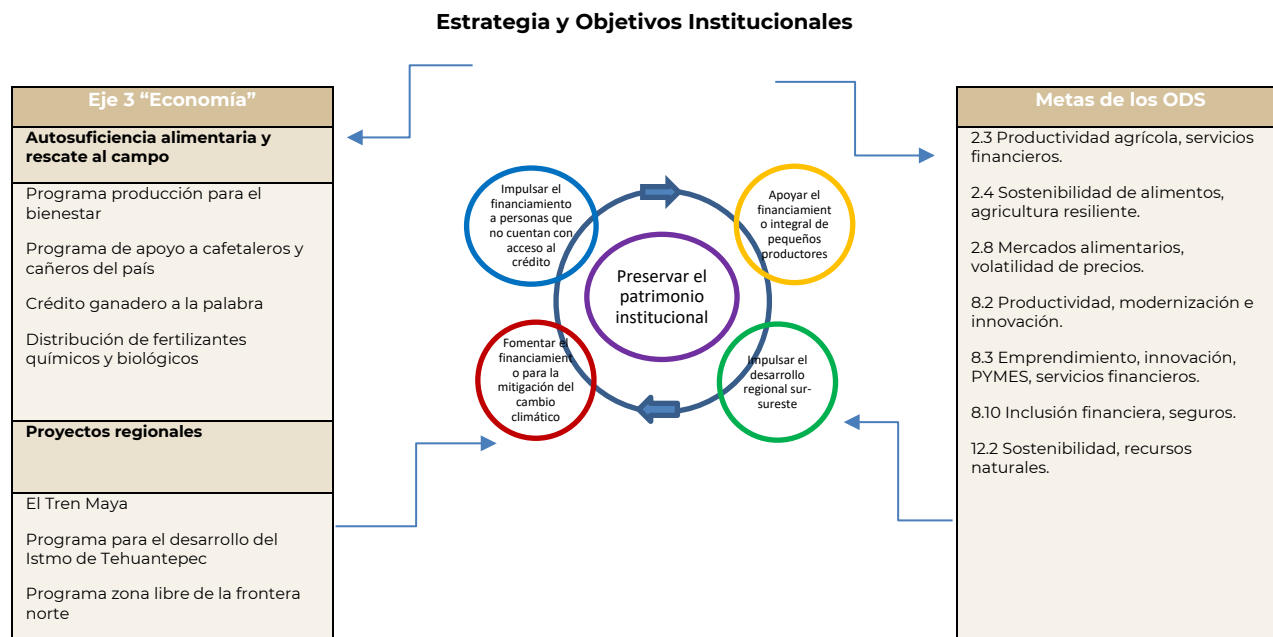 Estrategia y Objetivos Institucionales
Eje 3 “Economía”
Autosuficiencia alimentaria y
rescate al campo
Programa producción para el
bienestar
Programa de apoyo a cafetaleros y
cañeros del país
Crédito ganadero a la palabra
Distribución de fertilizantes
químicos y biológicos
Proyectos regionales
El Tren Maya
Programa para el desarrollo del
Istmo de Tehuantepec
Programa zona libre de la frontera
norte
Impulsar el
financiamiento
a personas que
no cuentan con
acceso al
crédito
Apoyar el
financiamient
o integral de
pequeños
productores
Preservar el
patrimonio
institucional
Fomentar el
financiamient
o para la
mitigación del
cambio
climático
Impulsar el
desarrollo
regional sur-
sureste
Metas de los ODS
2.3 Productividad agrícola, servicios
financieros.
2.4 Sostenibilidad de alimentos,
agricultura resiliente.
2.8 Mercados alimentarios,
volatilidad de precios.
8.2 Productividad, modernización e
innovación.
8.3 Emprendimiento, innovación,
PYMES, servicios financieros.
8.10 Inclusión financiera, seguros.
12.2 Sostenibilidad, recursos
naturales.